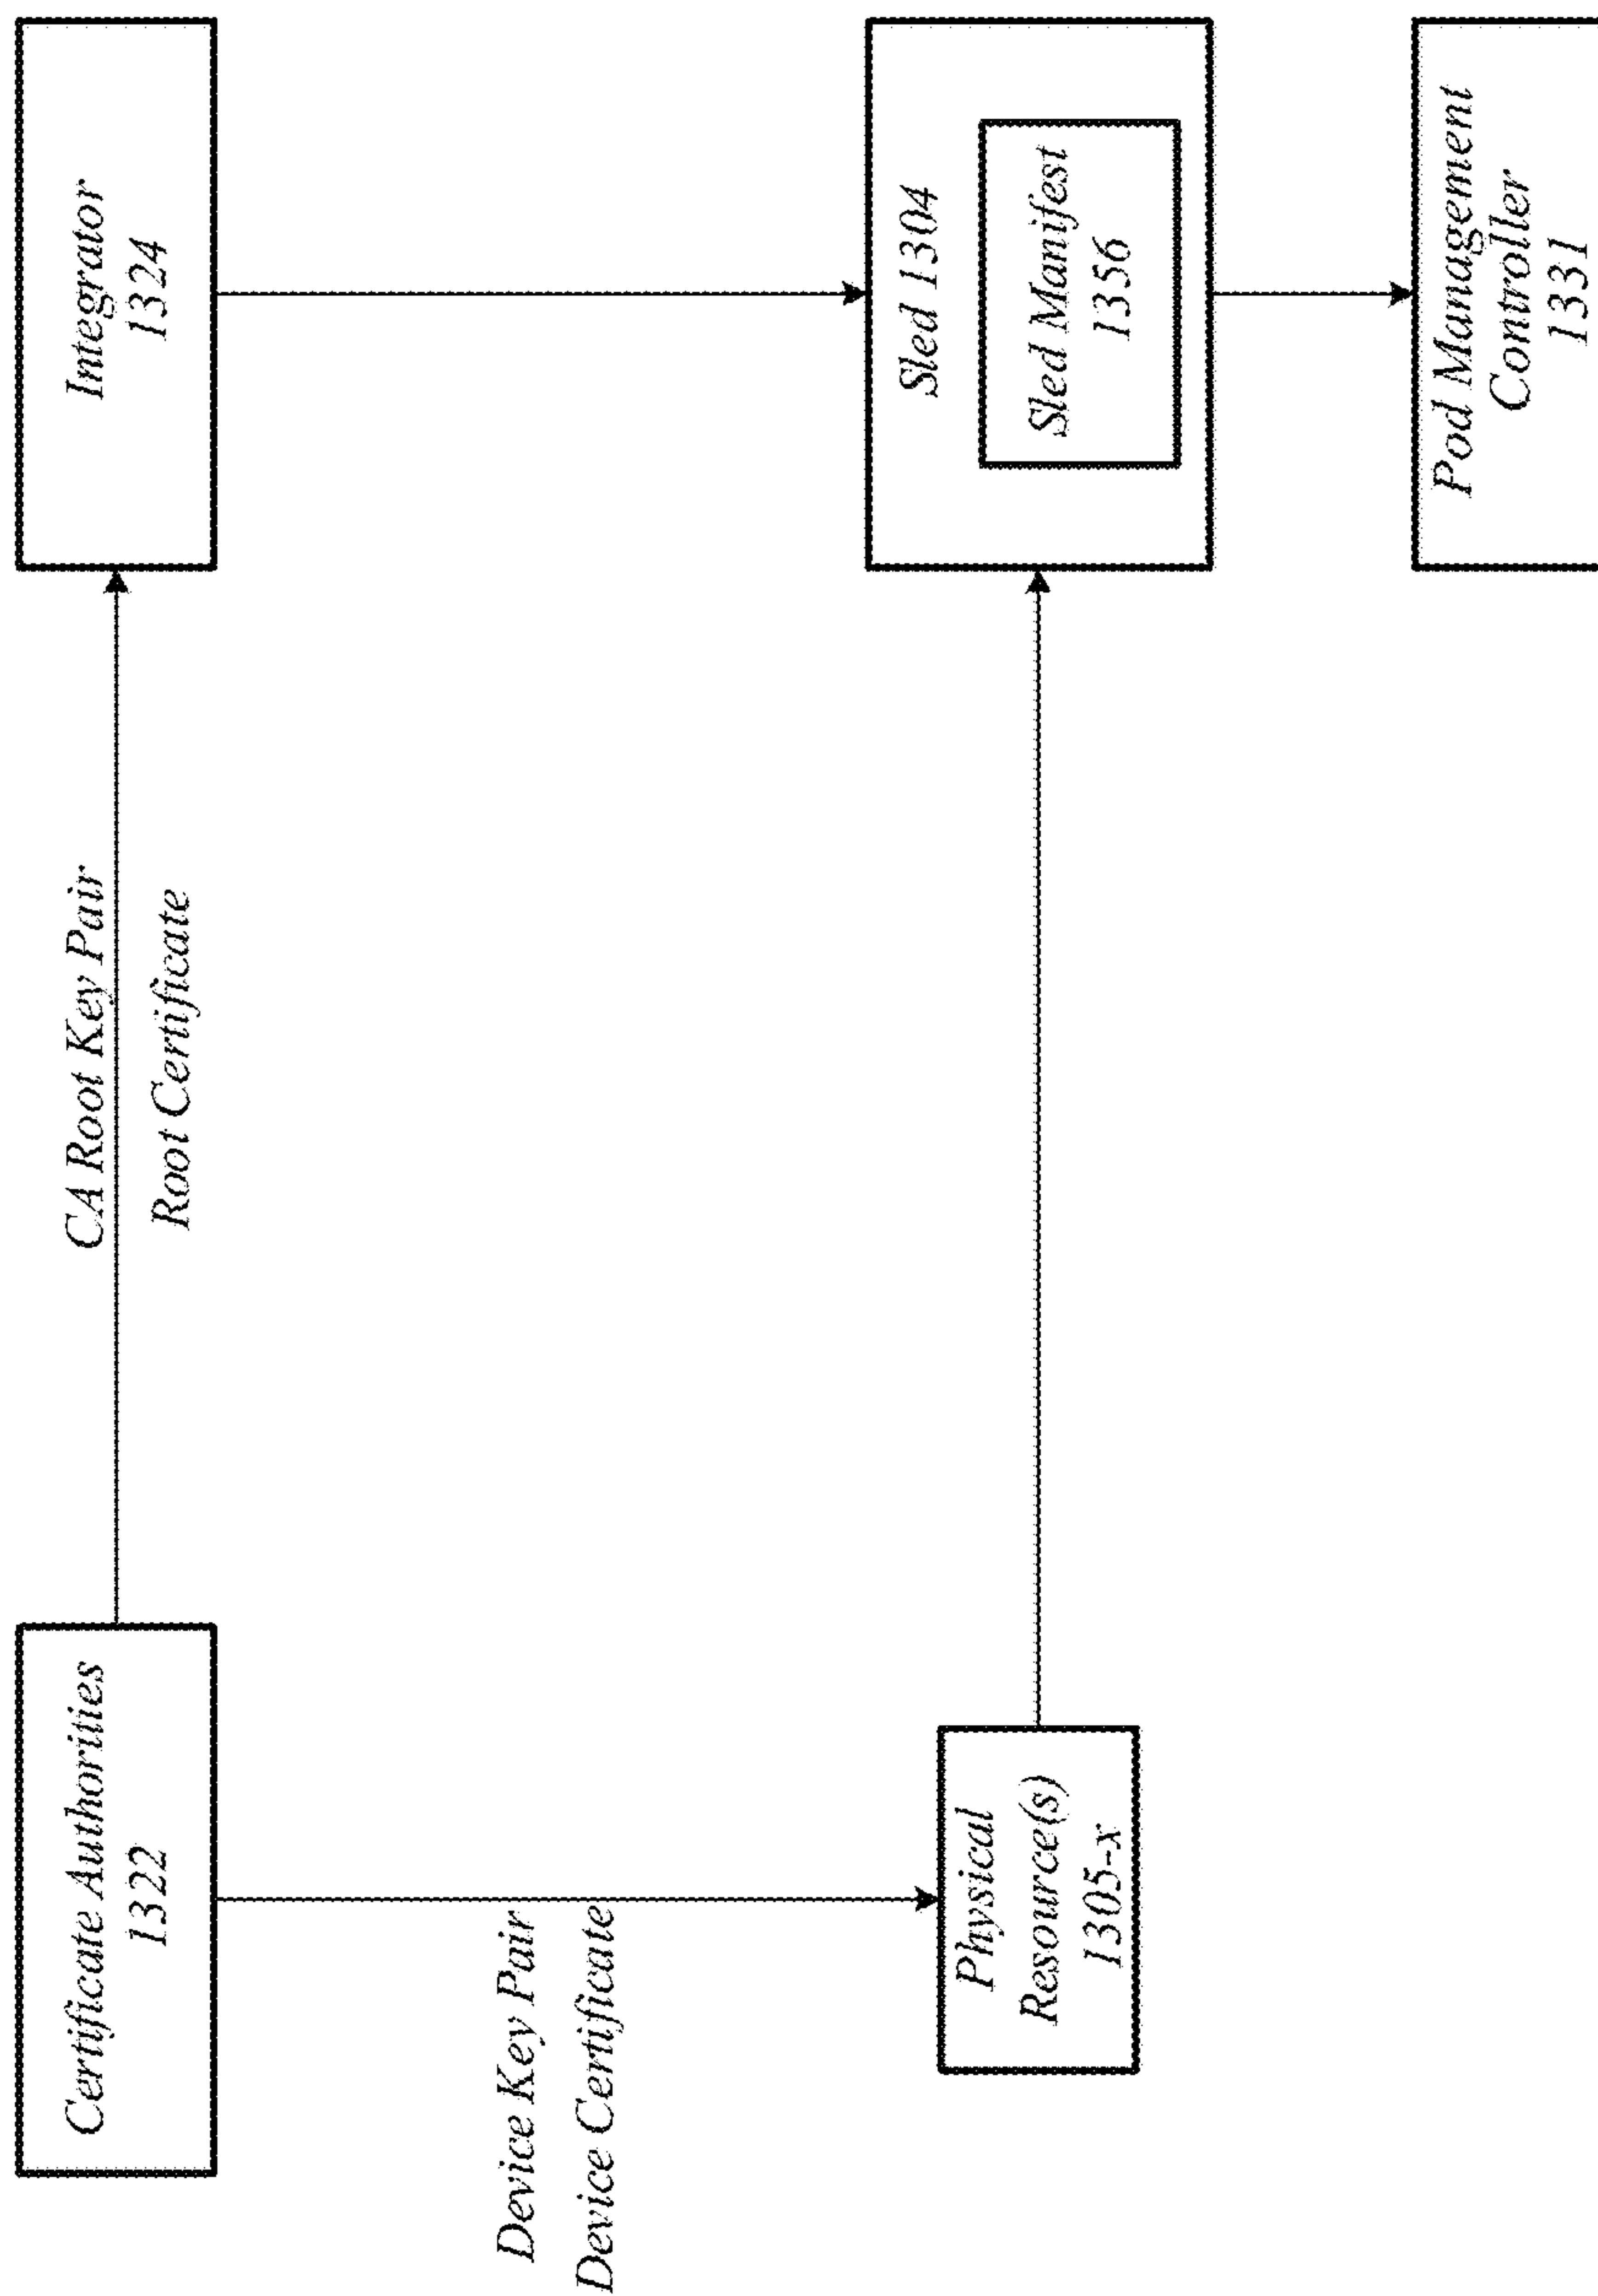 Certificate Authorities
1322
CA Root Key Pair
Root Certificate
Integrator
1324
Device Key Pair
Device Certificate
Physical
Resource(s)
1305-x
Sled 1304
Sled Manifest
1356
Pod Management
Controller
1331